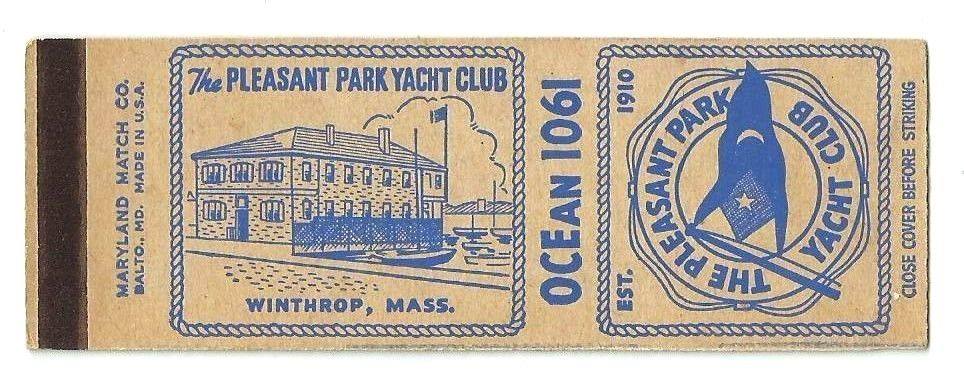 MARYLAND MATCH CO.
BALTO., MD. MADE IN U.S.A.
The PLEASANT PARK YACHT CLUB
WINTHROP, MASS.
OCEAN 1061
EST. 1910
THE PLEASANT PARK
YACHT CLUB
CLOSE COVER BEFORE STRIKING